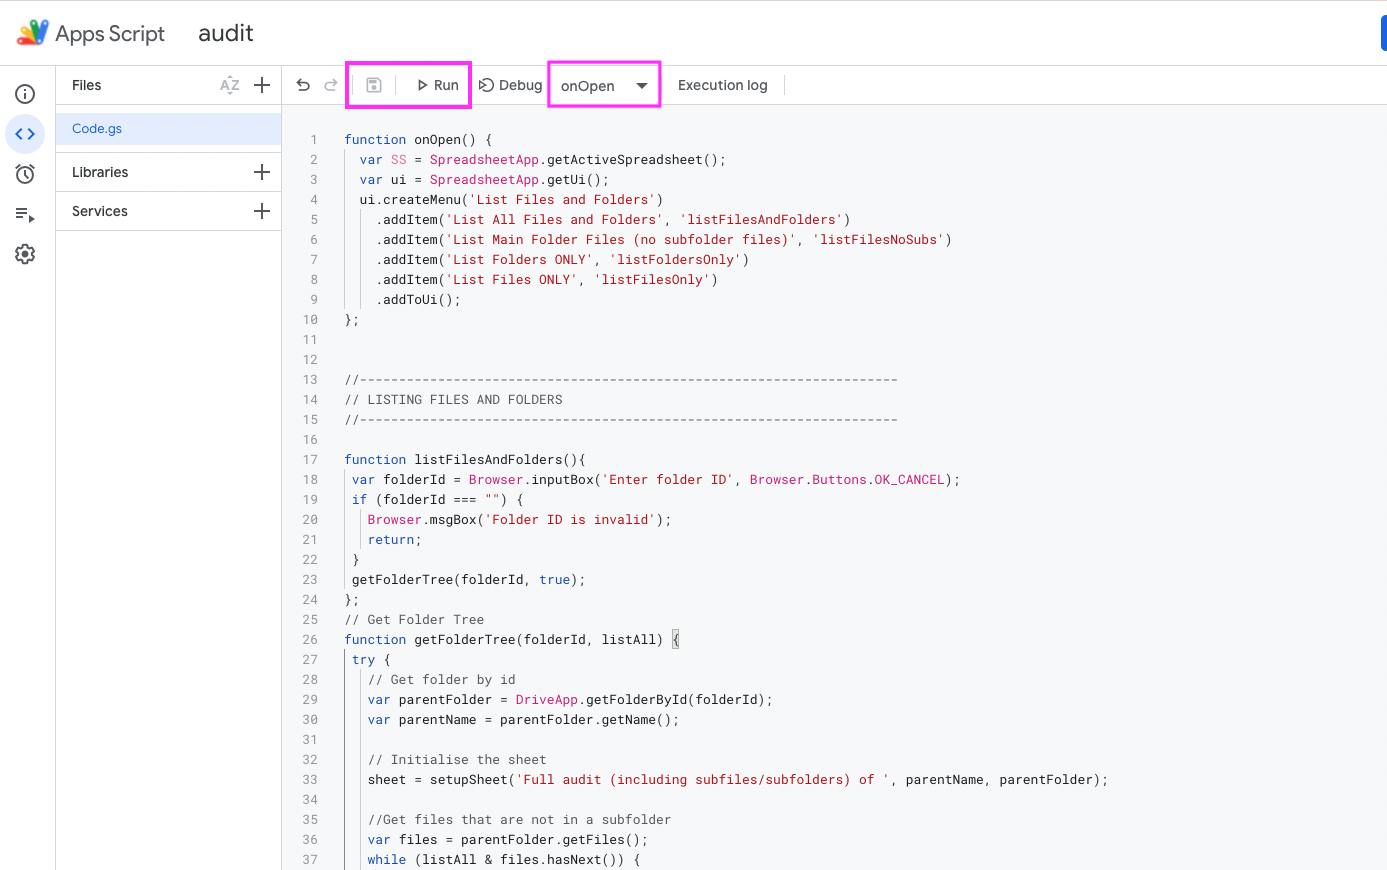 Apps Script audit
Files AZ
Run Debug onOpen Execution log
Code.gs
Libraries
Services
1 function onOpen() {
2 var SS = SpreadsheetApp.getActiveSpreadsheet();
3 var ui = SpreadsheetApp.getUi();
4 ui.createMenu('List Files and Folders')
5 .addItem('List All Files and Folders', 'listFilesAndFolders')
6 .addItem('List Main Folder Files (no subfolder files)', 'listFilesNoSubs')
7 .addItem('List Folders ONLY', 'listFoldersOnly')
8 .addItem('List Files ONLY', 'listFilesOnly')
9 .addToUi();
10 };
11
12
13 //---------------------------------------------------------------------
14 // LISTING FILES AND FOLDERS
15 //---------------------------------------------------------------------
16
17 function listFilesAndFolders(){
18 var folderId = Browser.inputBox('Enter folder ID', Browser.Buttons.OK_CANCEL);
19 if (folderId === "") {
20 Browser.msgBox('Folder ID is invalid');
21 return;
22 }
23 getFolderTree(folderId, true);
24 };
25 // Get Folder Tree
26 function getFolderTree(folderId, listAll) {
27 try {
28 // Get folder by id
29 var parentFolder = DriveApp.getFolderById(folderId);
30 var parentName = parentFolder.getName();
31
32 // Initialise the sheet
33 sheet = setupSheet('Full audit (including subfiles/subfolders) of ', parentName, parentFolder);
34
35 //Get files that are not in a subfolder
36 var files = parentFolder.getFiles();
37 while (listAll & files.hasNext()) {